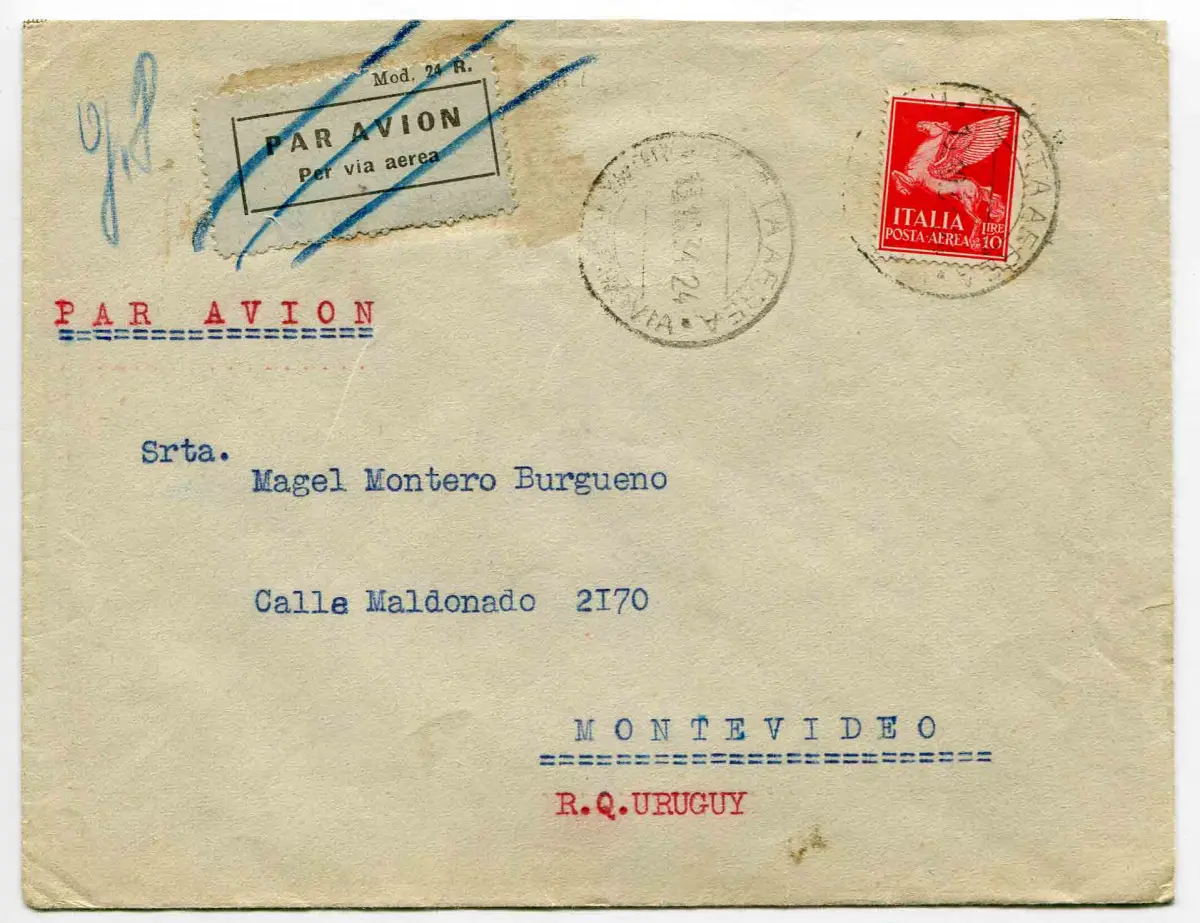 Mod. 24 R.
PAR AVION
Per via aerea
ITALIA
POSTA-AEREA
LIRE
10
PAR AVION
Srta.
Magel Montero Burgueno
Calle Maldonado 2I70
MONTEVIDEO
R.Q.URUGUY